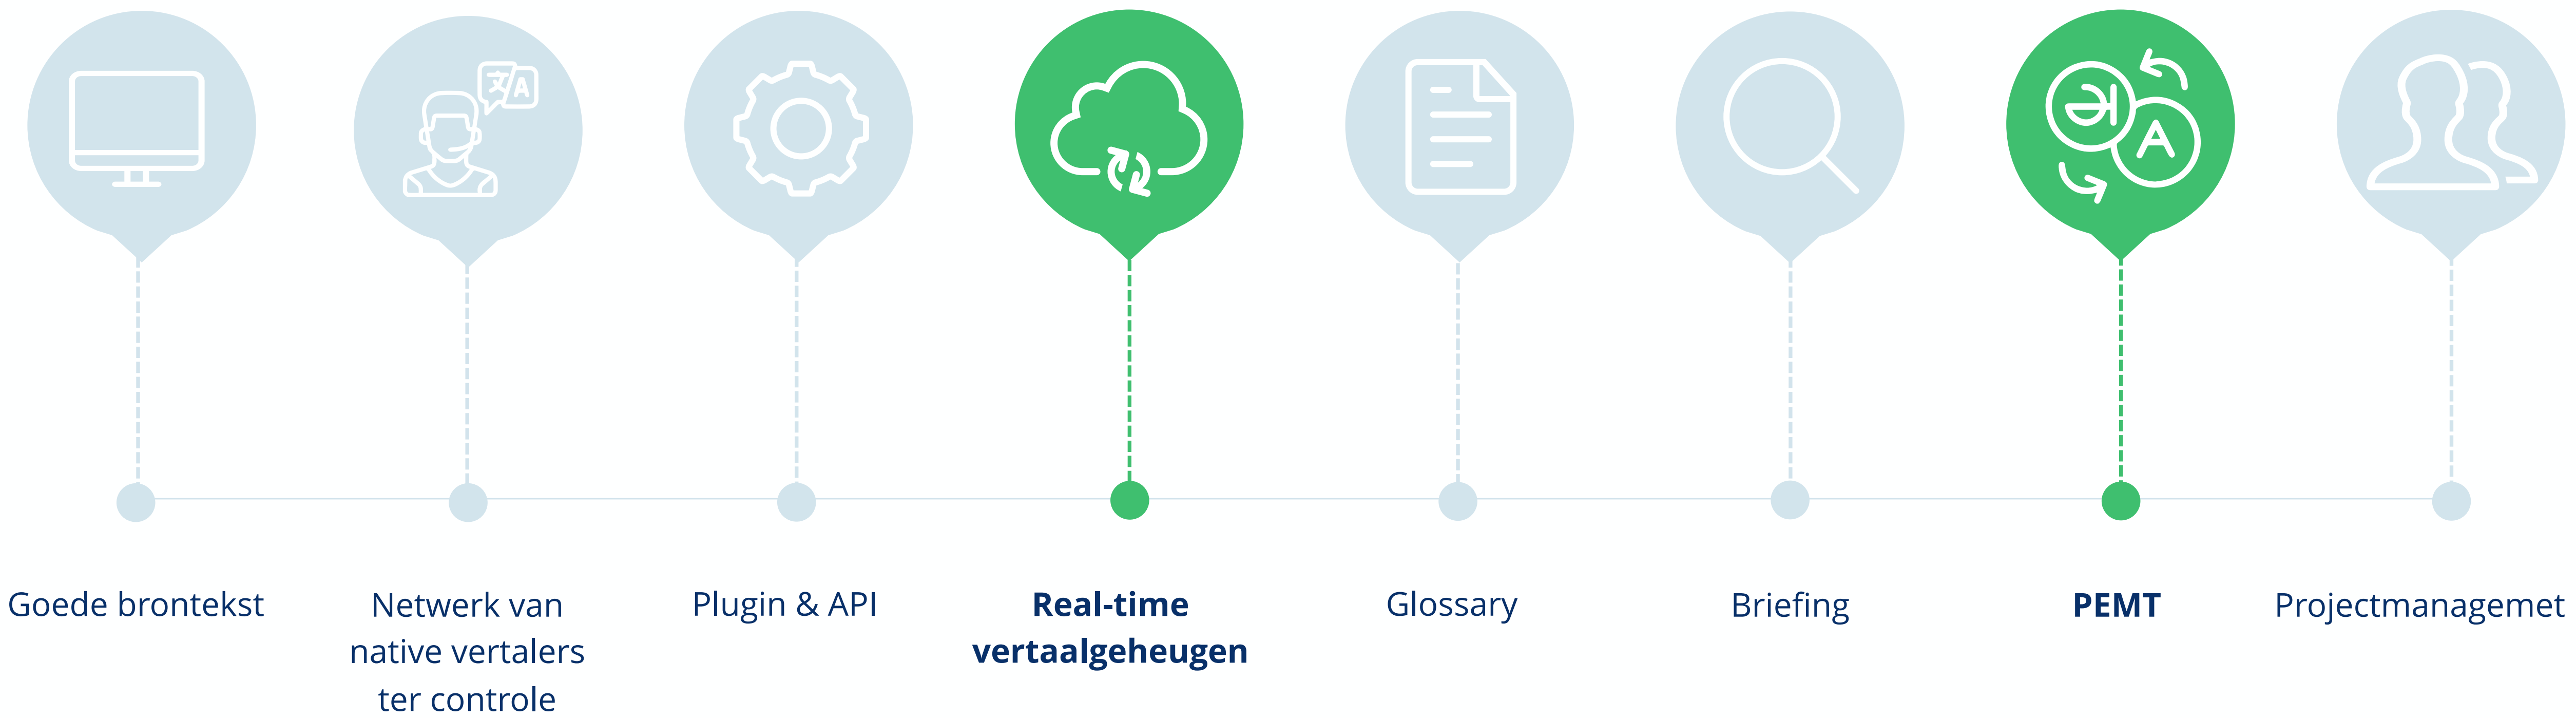 Goede brontekst
Netwerk van
native vertalers
ter controle
Plugin & API
Real-time
vertaalgeheugen
Glossary
Briefing
PEMT
Projectmanagemet